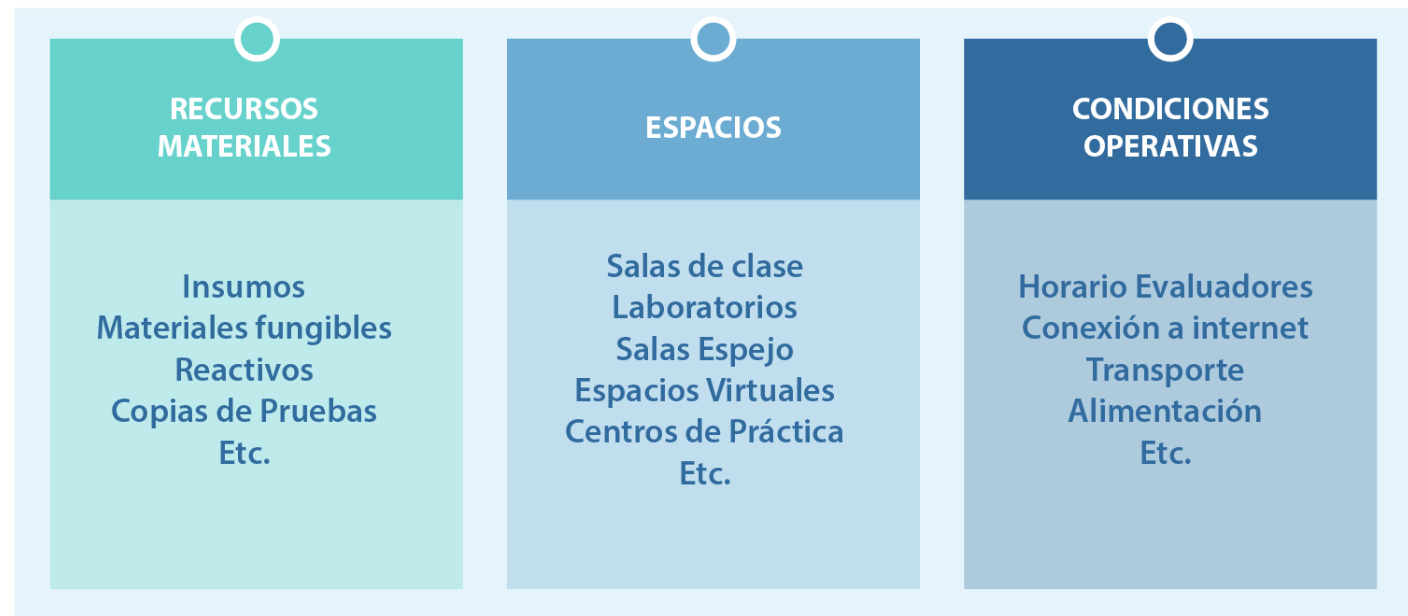 RECURSOS
MATERIALES
Insumos
Materiales fungibles
Reactivos
Copias de Pruebas
Etc.
ESPACIOS
Salas de clase
Laboratorios
Salas Espejo
Espacios Virtuales
Centros de Práctica
Etc.
CONDICIONES
OPERATIVAS
Horario Evaluadores
Conexión a internet
Transporte
Alimentación
Etc.